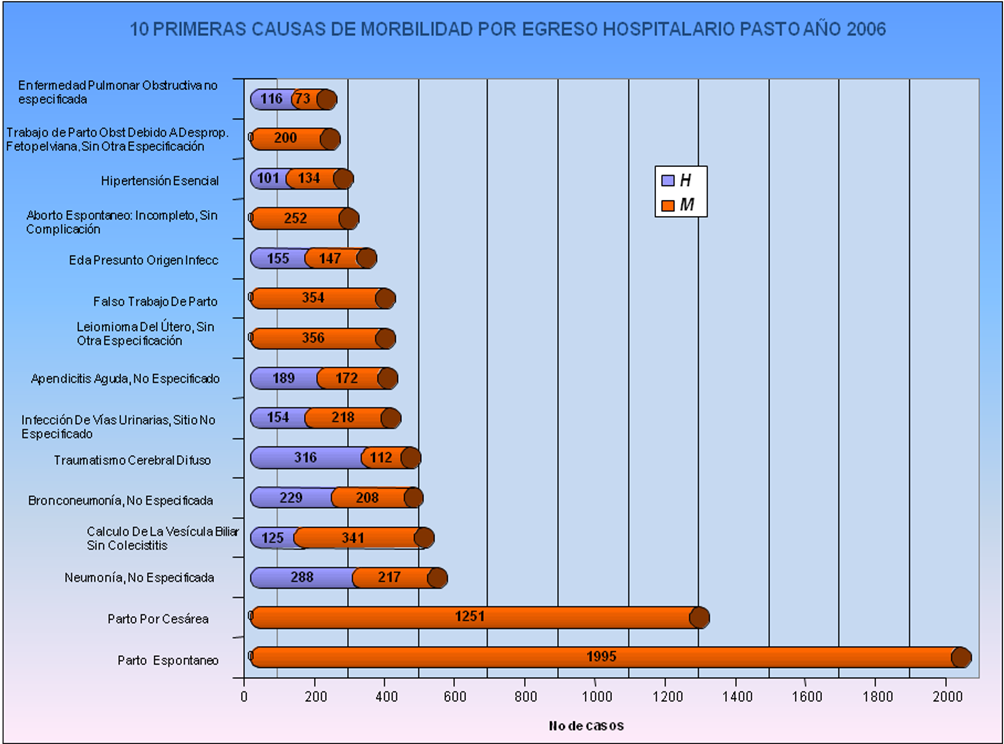 10 PRIMERAS CAUSAS DE MORBILIDAD POR EGRESO HOSPITALARIO PASTO AÑO 2006
Enfermedad Pulmonar Obstructiva no
especificada
116 73
Trabajo de Parto Obst Debido A Desprop.
Fetopelviana, Sin Otra Especificación
0 200
Hipertensión Esencial
101 134
H
M
Aborto Espontaneo: Incompleto, Sin
Complicación
0 252
Eda Presunto Origen Infecc
155 147
Falso Trabajo De Parto
0 354
Leiomioma Del Útero, Sin
Otra Especificación
0 356
Apendicitis Aguda, No Especificado
189 172
Infección De Vías Urinarias, Sitio No
Especificado
154 218
Traumatismo Cerebral Difuso
316 112
Bronconeumonía, No Especificada
229 208
Calculo De La Vesícula Biliar
Sin Colecistitis
125 341
Neumonía, No Especificada
288 217
Parto Por Cesárea
0 1251
Parto Espontaneo
0 1995
0 200 400 600 800 1000 1200 1400 1600 1800 2000
No de casos